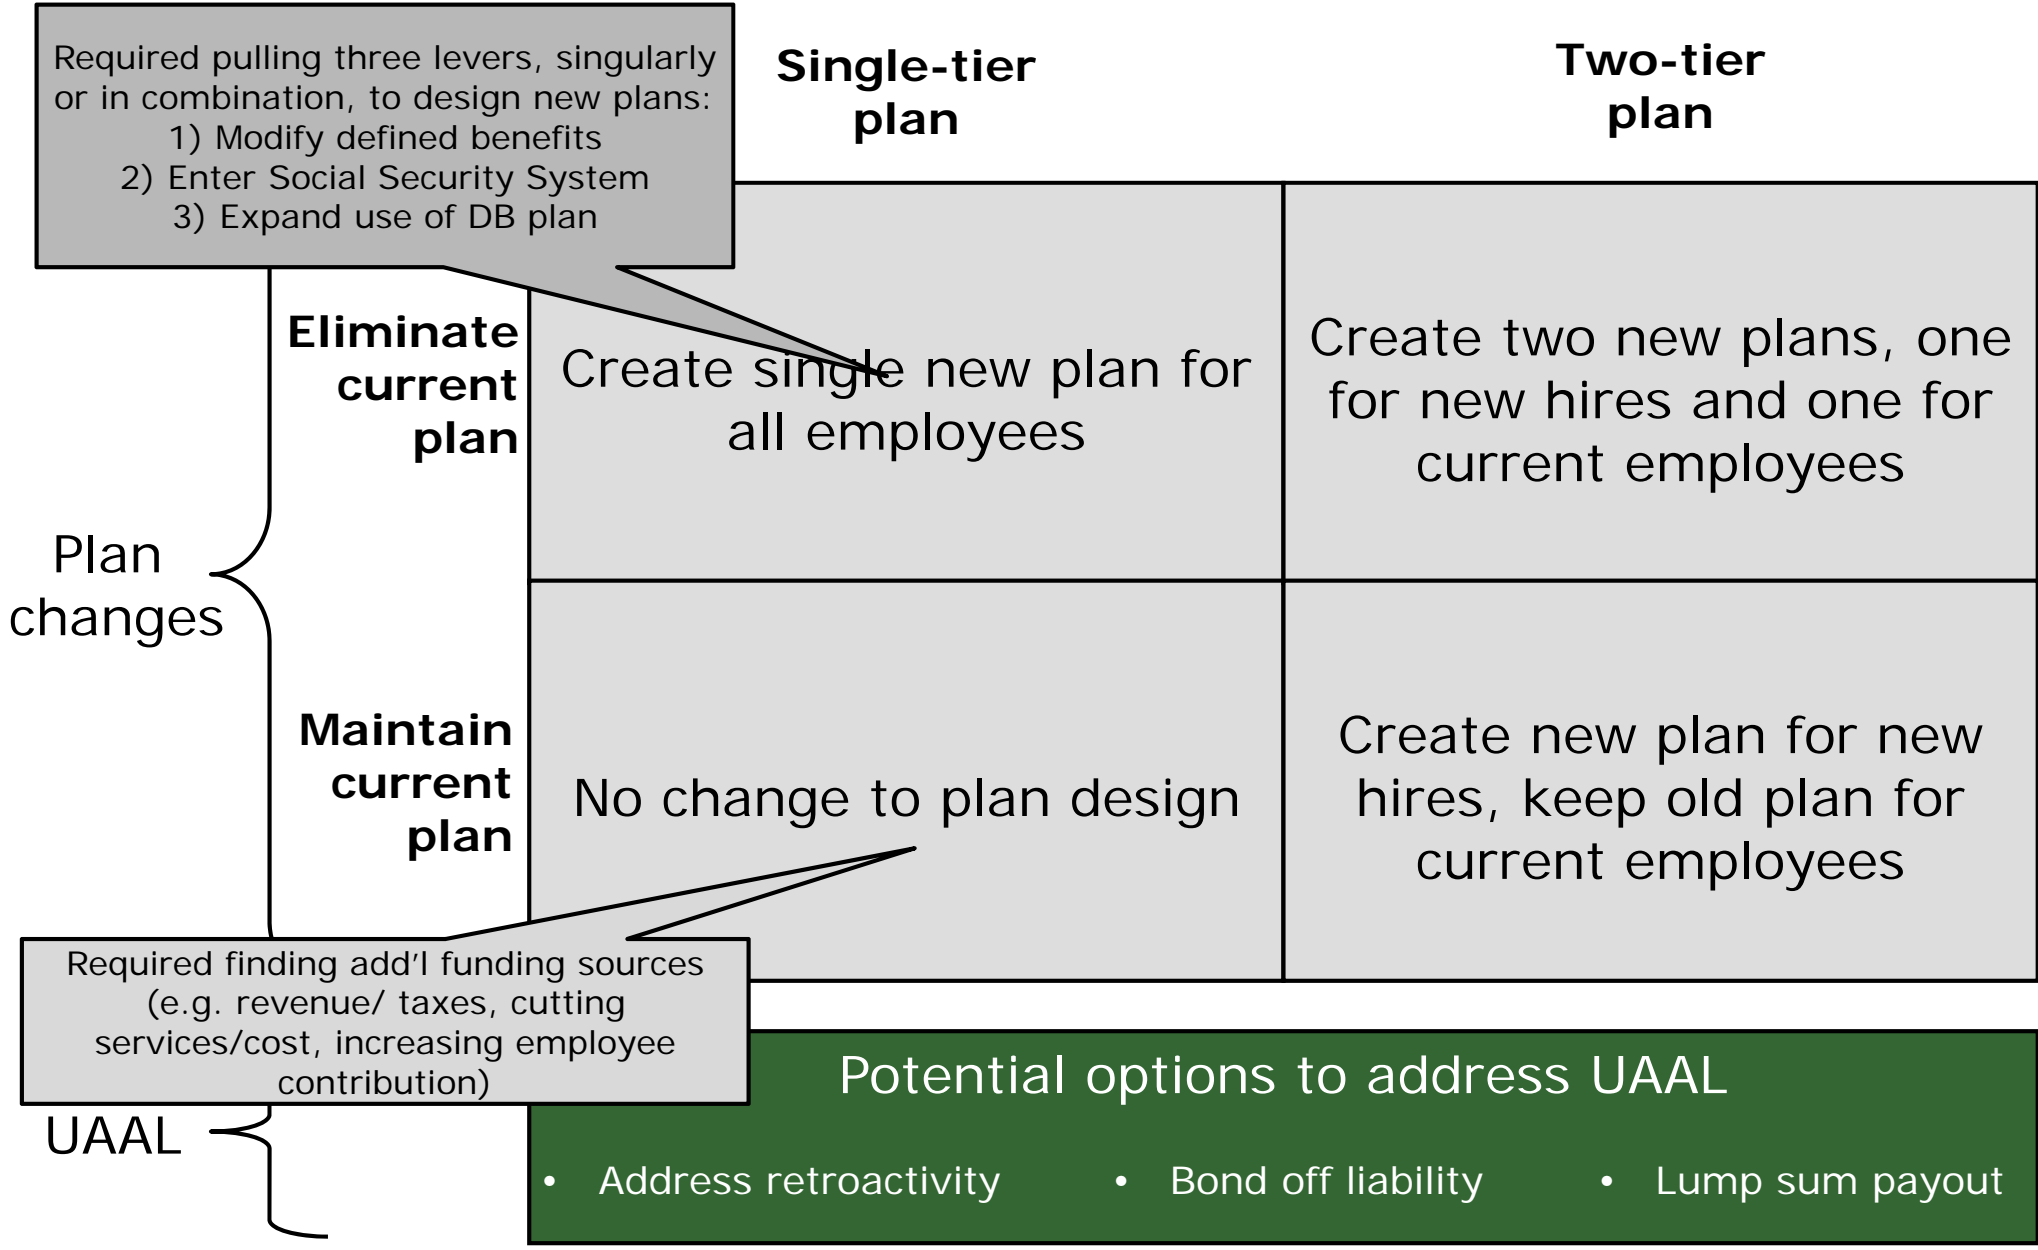 Required pulling three levers, singularly
or in combination, to design new plans:
1) Modify defined benefits
2) Enter Social Security System
3) Expand use of DB plan
Single-tier
plan
Two-tier
plan
Eliminate
current
plan
Create single new plan for
all employees
Create two new plans, one
for new hires and one for
current employees
Plan
changes
Maintain
current
plan
No change to plan design
Create new plan for new
hires, keep old plan for
current employees
Required finding add’l funding sources
(e.g. revenue/ taxes, cutting
services/cost, increasing employee
contribution)
UAAL
Potential options to address UAAL
• Address retroactivity
• Bond off liability
• Lump sum payout